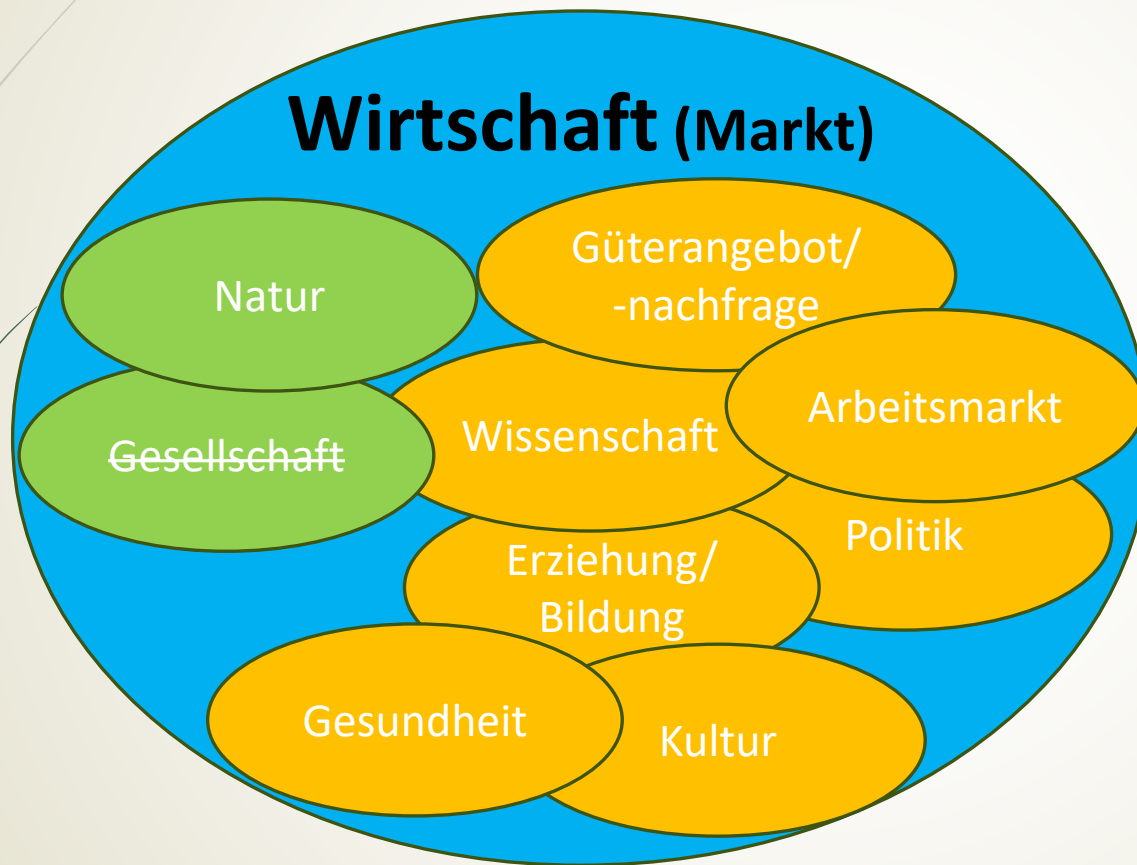 Wirtschaft (Markt)
Güterangebot/
-nachfrage
Natur
Arbeitsmarkt
Wissenschaft
Gesellschaft
Politik
Erziehung/
Bildung
Gesundheit
Kultur